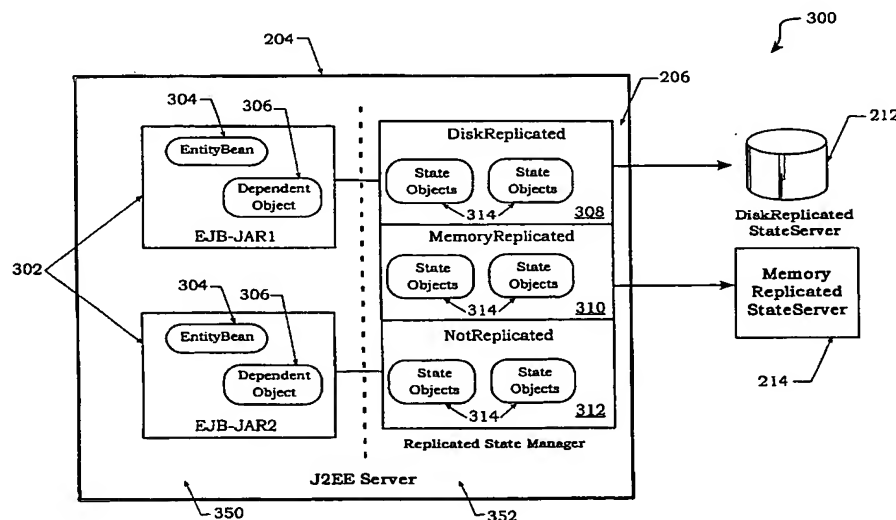 300
204
206
304
306
212
DiskReplicated
EntityBean
State
Objects
State
Objects
Dependent
Object
314
308
DiskReplicated
StateServer
EJB-JAR1
MemoryReplicated
302
State
Objects
State
Objects
Memory
Replicated
StateServer
304
306
314
310
NotReplicated
EntityBean
State
Objects
State
Objects
Dependent
Object
214
314
312
EJB-JAR2
Replicated State Manager
J2EE Server
350
352